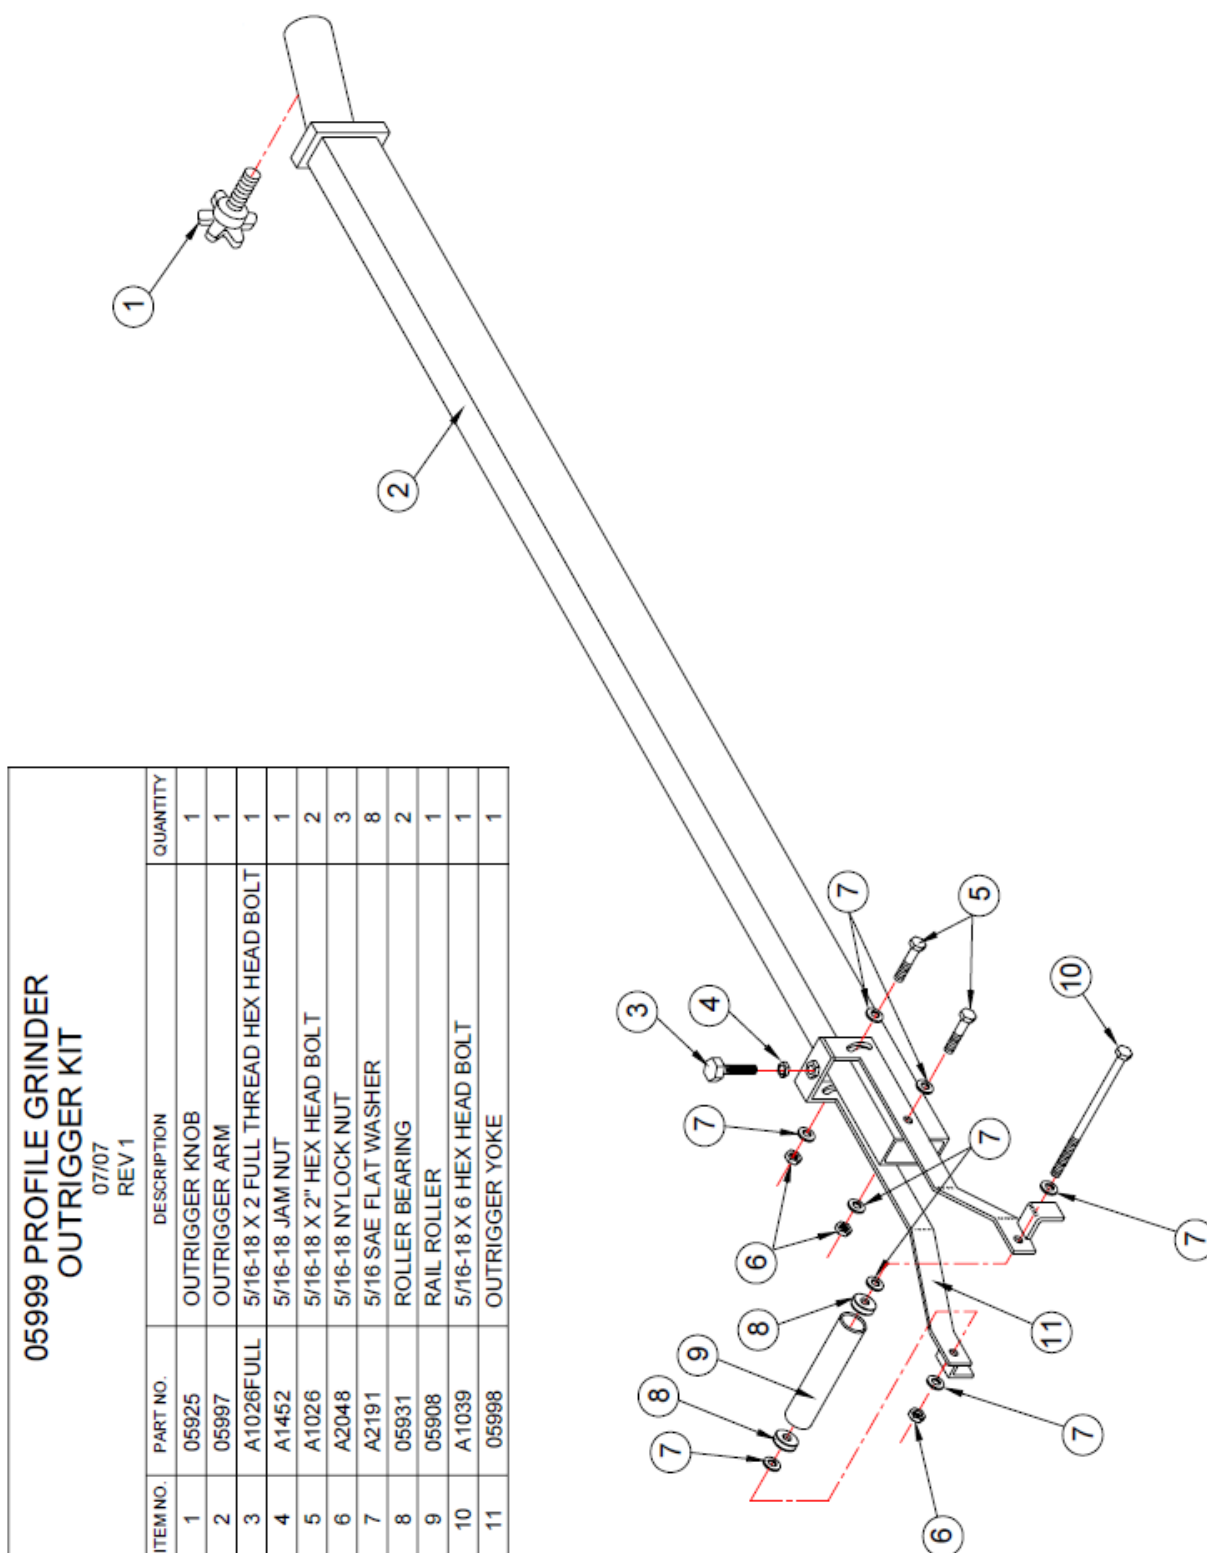 05999 PROFILE GRINDER
OUTRIGGER KIT
07/07
REV 1
ITEM NO. PART NO. DESCRIPTION QUANTITY
1 05925 OUTRIGGER KNOB 1
2 05997 OUTRIGGER ARM 1
3 A1026FULL 5/16-18 X 2 FULL THREAD HEX HEAD BOLT 1
4 A1452 5/16-18 JAM NUT 1
5 A1026 5/16-18 X 2" HEX HEAD BOLT 2
6 A2048 5/16-18 NYLOCK NUT 3
7 A2191 5/16 SAE FLAT WASHER 8
8 05931 ROLLER BEARING 2
9 05908 RAIL ROLLER 1
10 A1039 5/16-18 X 6 HEX HEAD BOLT 1
11 05998 OUTRIGGER YOKE 1
1
2
3
4
7
5
10
7
7
6
7
8
9
11
8
7
7
6